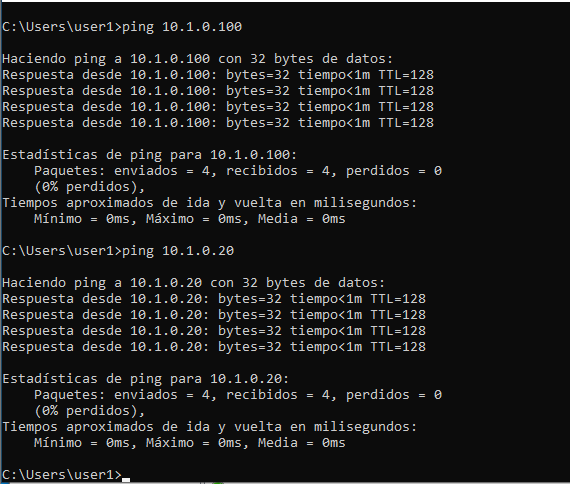 C:\Users\user1>ping 10.1.0.100
Haciendo ping a 10.1.0.100 con 32 bytes de datos:
Respuesta desde 10.1.0.100: bytes=32 tiempo<1m TTL=128
Respuesta desde 10.1.0.100: bytes=32 tiempo<1m TTL=128
Respuesta desde 10.1.0.100: bytes=32 tiempo<1m TTL=128
Respuesta desde 10.1.0.100: bytes=32 tiempo<1m TTL=128
Estadísticas de ping para 10.1.0.100:
Paquetes: enviados = 4, recibidos = 4, perdidos = 0
(0% perdidos),
Tiempos aproximados de ida y vuelta en milisegundos:
Mínimo = 0ms, Máximo = 0ms, Media = 0ms
C:\Users\user1>ping 10.1.0.20
Haciendo ping a 10.1.0.20 con 32 bytes de datos:
Respuesta desde 10.1.0.20: bytes=32 tiempo<1m TTL=128
Respuesta desde 10.1.0.20: bytes=32 tiempo<1m TTL=128
Respuesta desde 10.1.0.20: bytes=32 tiempo<1m TTL=128
Respuesta desde 10.1.0.20: bytes=32 tiempo<1m TTL=128
Estadísticas de ping para 10.1.0.20:
Paquetes: enviados = 4, recibidos = 4, perdidos = 0
(0% perdidos),
Tiempos aproximados de ida y vuelta en milisegundos:
Mínimo = 0ms, Máximo = 0ms, Media = 0ms
C:\Users\user1>